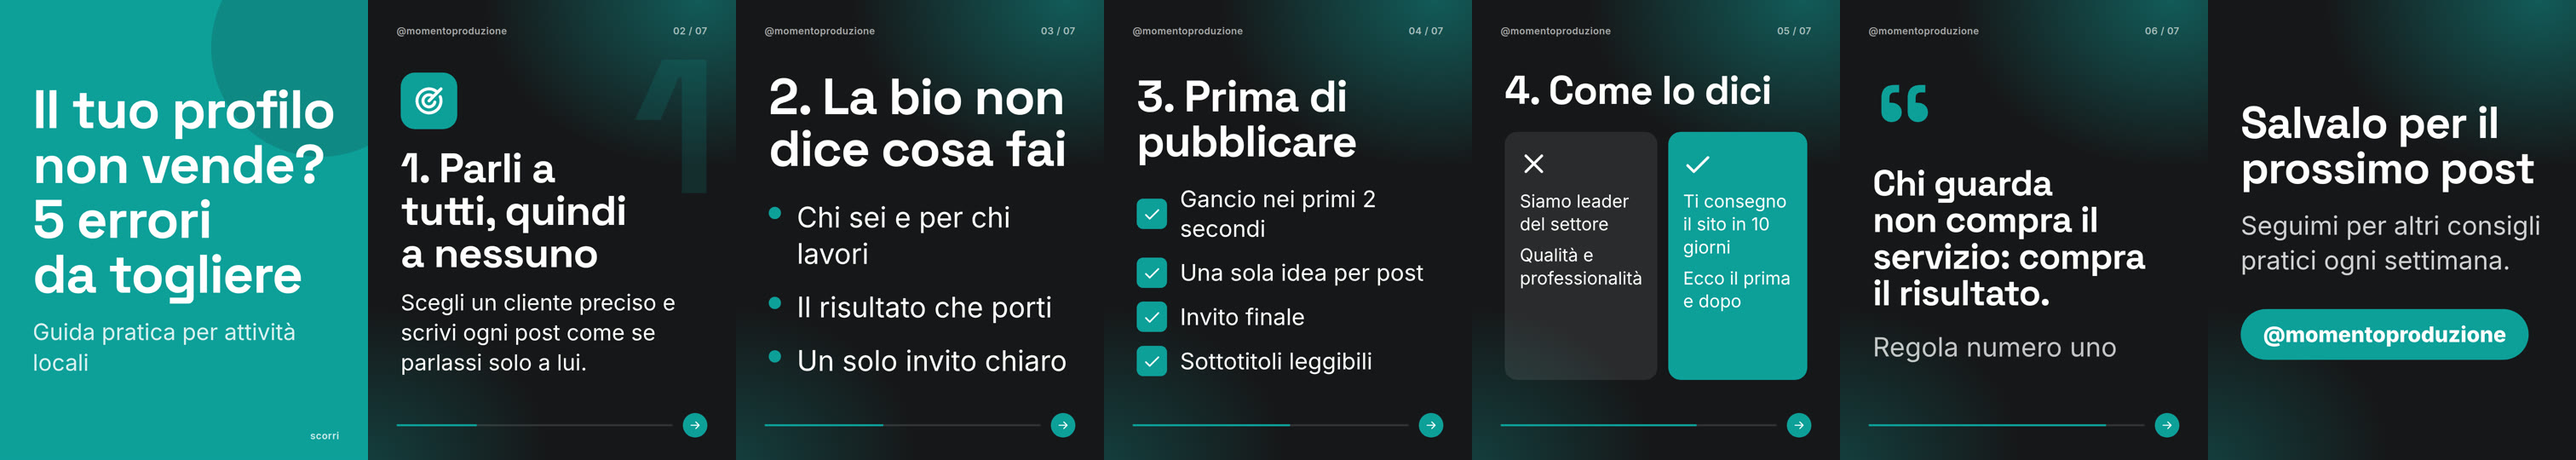 Il tuo profilo
non vende?
5 errori
da togliere
Guida pratica per attività
locali
scorri
@momentoproduzione
02 / 07
1
1. Parli a
tutti, quindi
a nessuno
Scegli un cliente preciso e
scrivi ogni post come se
parlassi solo a lui.
@momentoproduzione
03 / 07
2. La bio non
dice cosa fai
Chi sei e per chi
lavori
Il risultato che porti
Un solo invito chiaro
@momentoproduzione
04 / 07
3. Prima di
pubblicare
Gancio nei primi 2
secondi
Una sola idea per post
Invito finale
Sottotitoli leggibili
@momentoproduzione
05 / 07
4. Come lo dici
Siamo leader
del settore
Qualità e
professionalità
Ti consegno
il sito in 10
giorni
Ecco il prima
e dopo
@momentoproduzione
06 / 07
“
Chi guarda
non compra il
servizio: compra
il risultato.
Regola numero uno
Salvalo per il
prossimo post
Seguimi per altri consigli
pratici ogni settimana.
@momentoproduzione